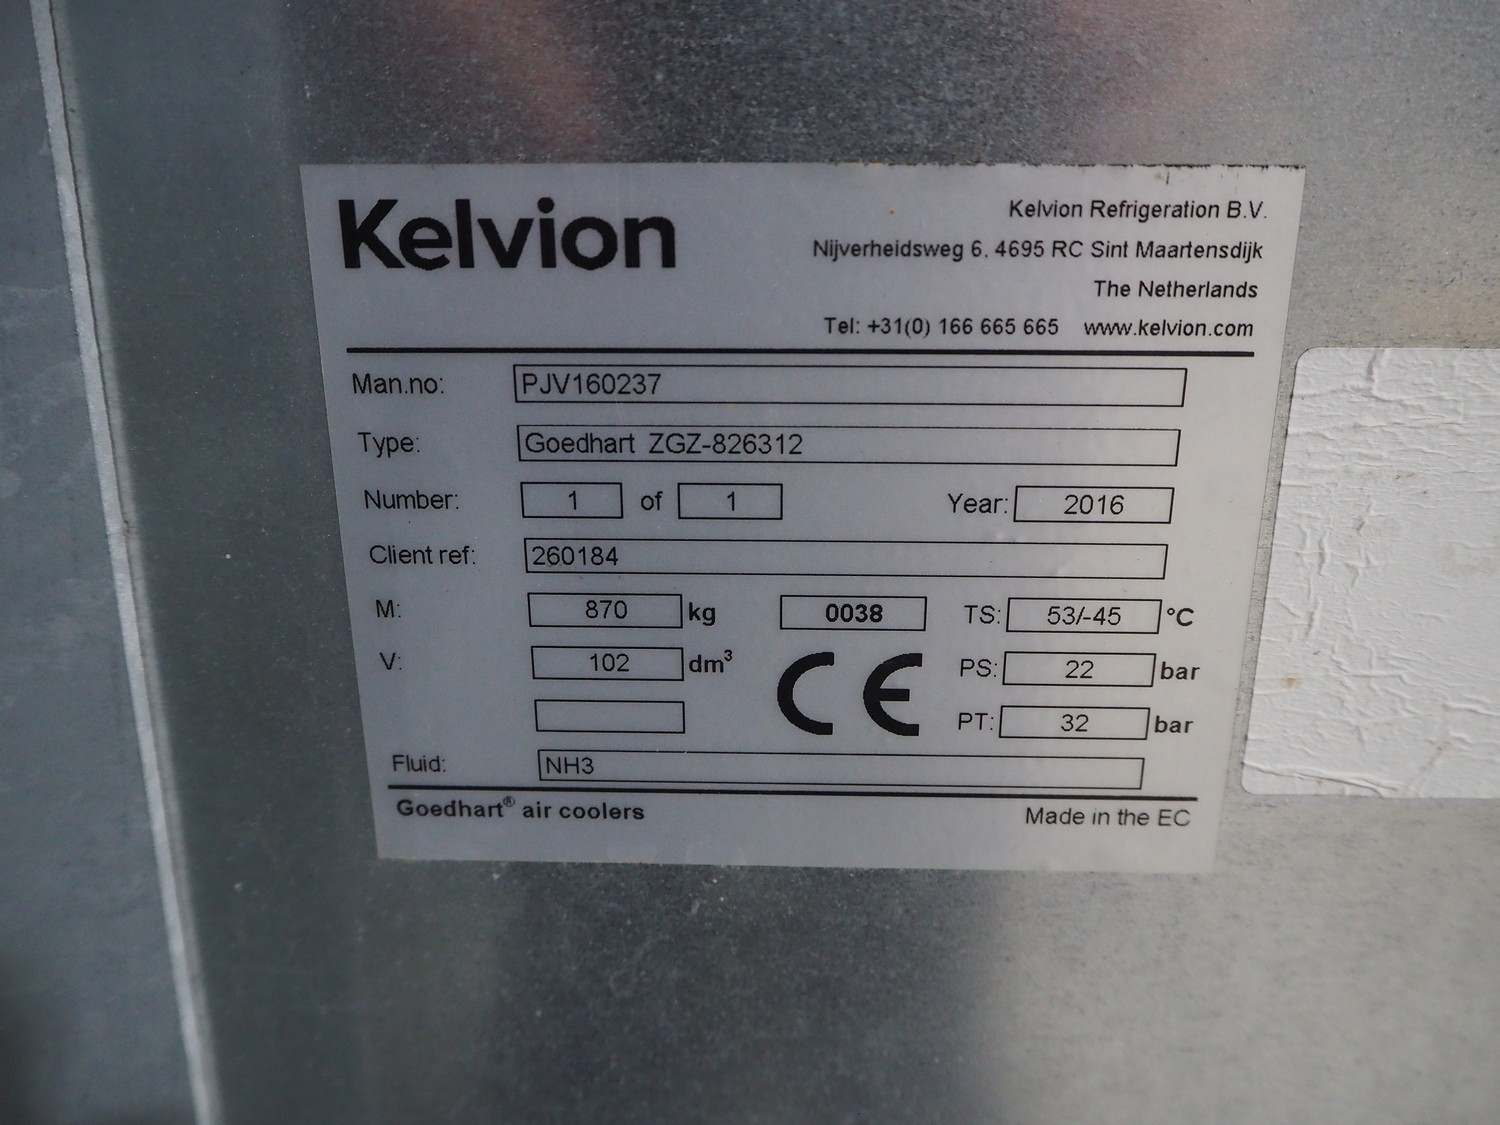 Kelvion
Kelvion Refrigeration B.V.
Nijverheidsweg 6, 4695 RC Sint Maartensdijk
The Netherlands
Tel: +31(0) 166 665 665 www.kelvion.com
Man.no: PJV160237
Type: Goedhart ZGZ-826312
Number: 1 of 1 Year: 2016
Client ref: 260184
M: 870 kg 0038 TS: 53/-45 °C
V: 102 dm³ CE PS: 22 bar
PT: 32 bar
Fluid: NH3
Goedhart® air coolers Made in the EC